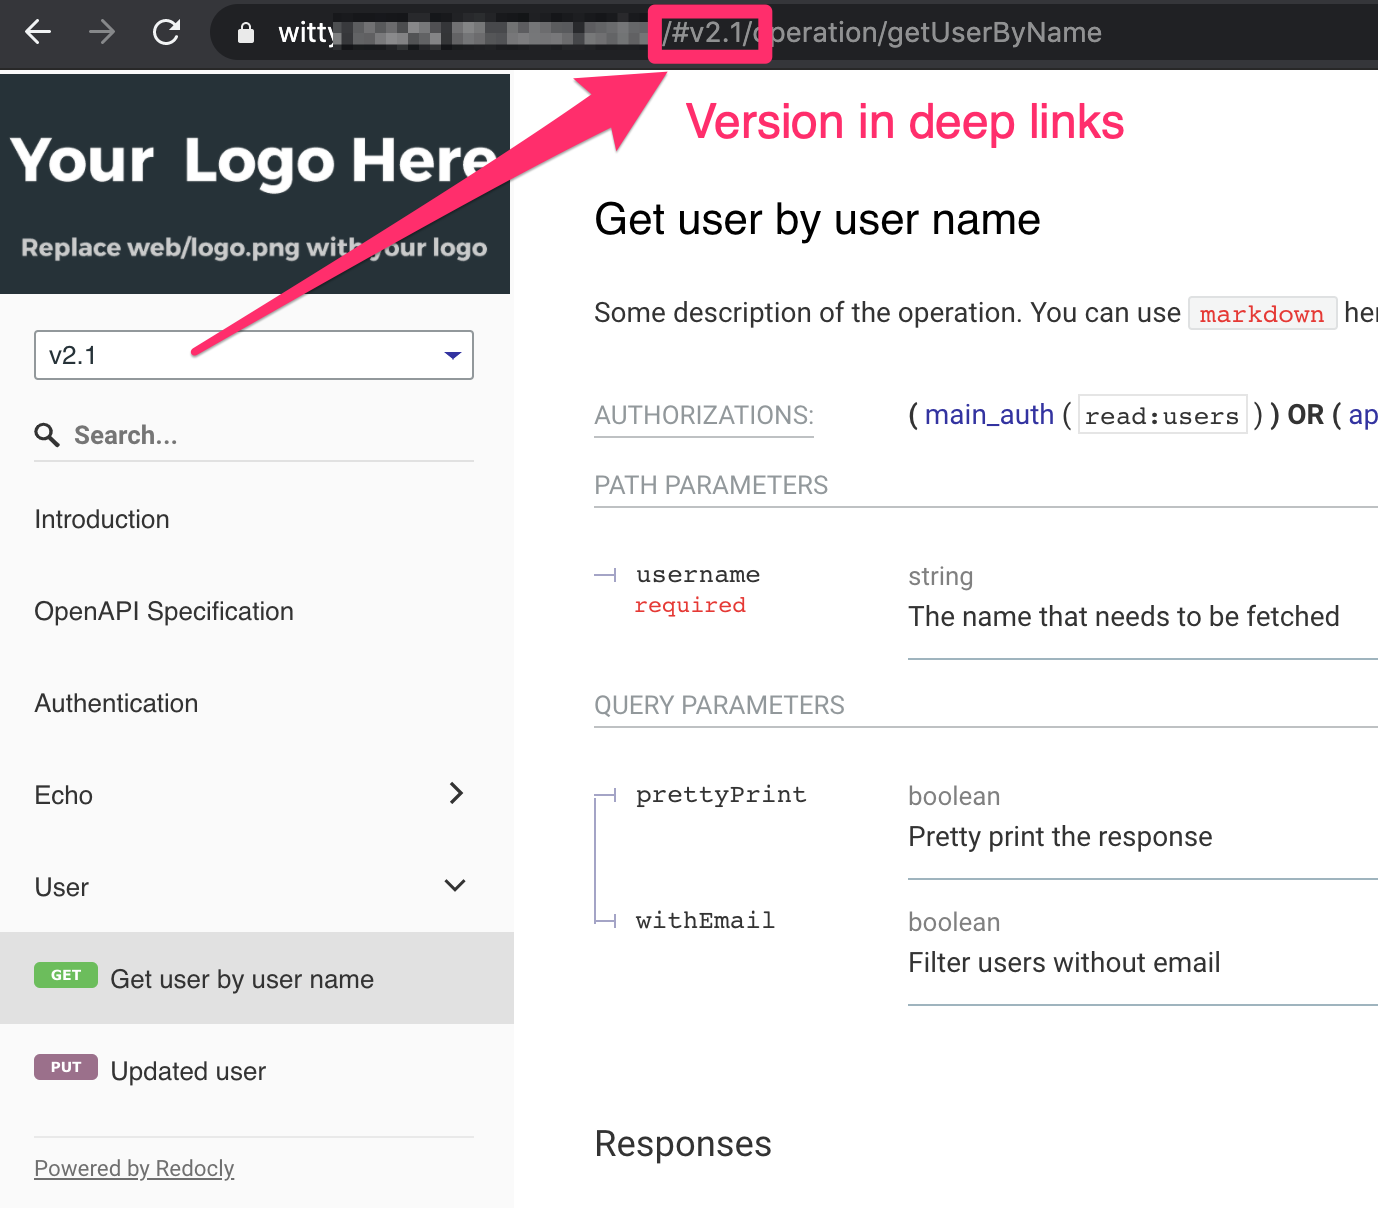 witty
/#v2.1/operation/getUserByName
Version in deep links
Your Logo Here
Replace web/logo.png with your logo
v2.1
Search...
Introduction
OpenAPI Specification
Authentication
Echo
User
GET Get user by user name
PUT Updated user
Powered by Redocly
Get user by user name
Some description of the operation. You can use markdown
AUTHORIZATIONS: ( main_auth ( read:users ) ) OR (
PATH PARAMETERS
username string
required The name that needs to be fetched
QUERY PARAMETERS
prettyPrint boolean
Pretty print the response
withEmail boolean
Filter users without email
Responses